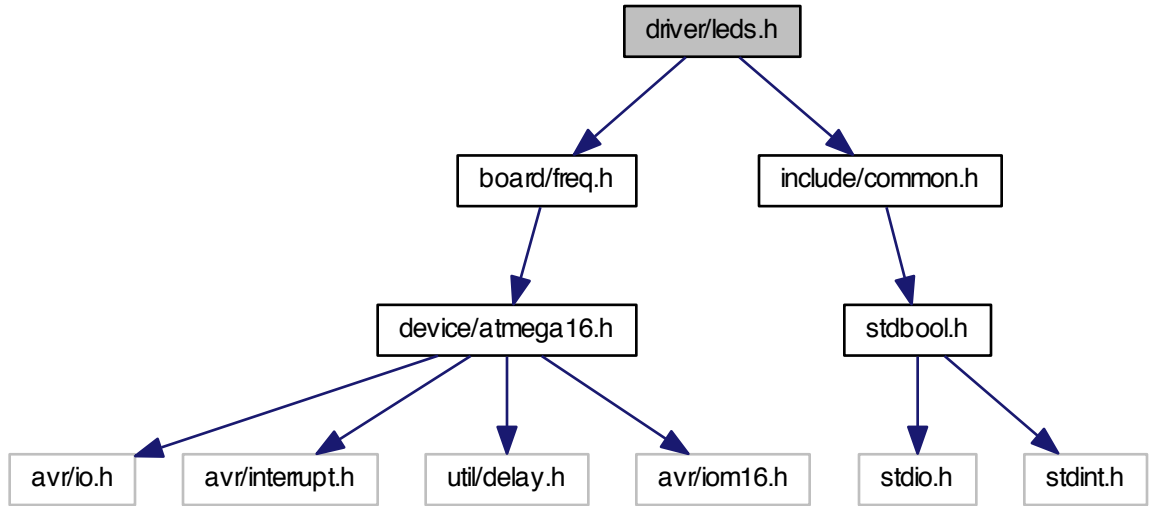 driver/leds.h
board/freq.h
include/common.h
device/atmega16.h
stdbool.h
avr/io.h
avr/interrupt.h
util/delay.h
avr/iom16.h
stdio.h
stdint.h